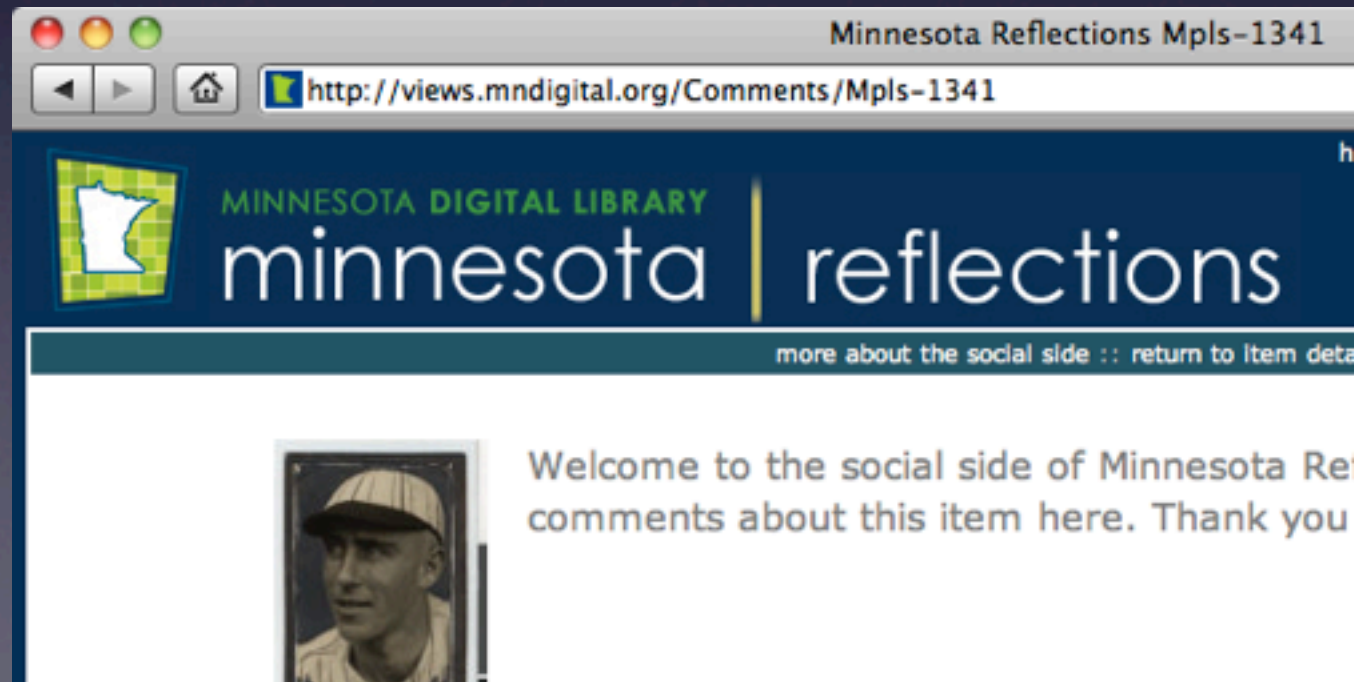 Minnesota Reflections Mpls-1341
http://views.mndigital.org/Comments/Mpls-1341
h
MINNESOTA DIGITAL LIBRARY
minnesota | reflections
more about the social side :: return to item deta
Welcome to the social side of Minnesota Ref
comments about this item here. Thank you